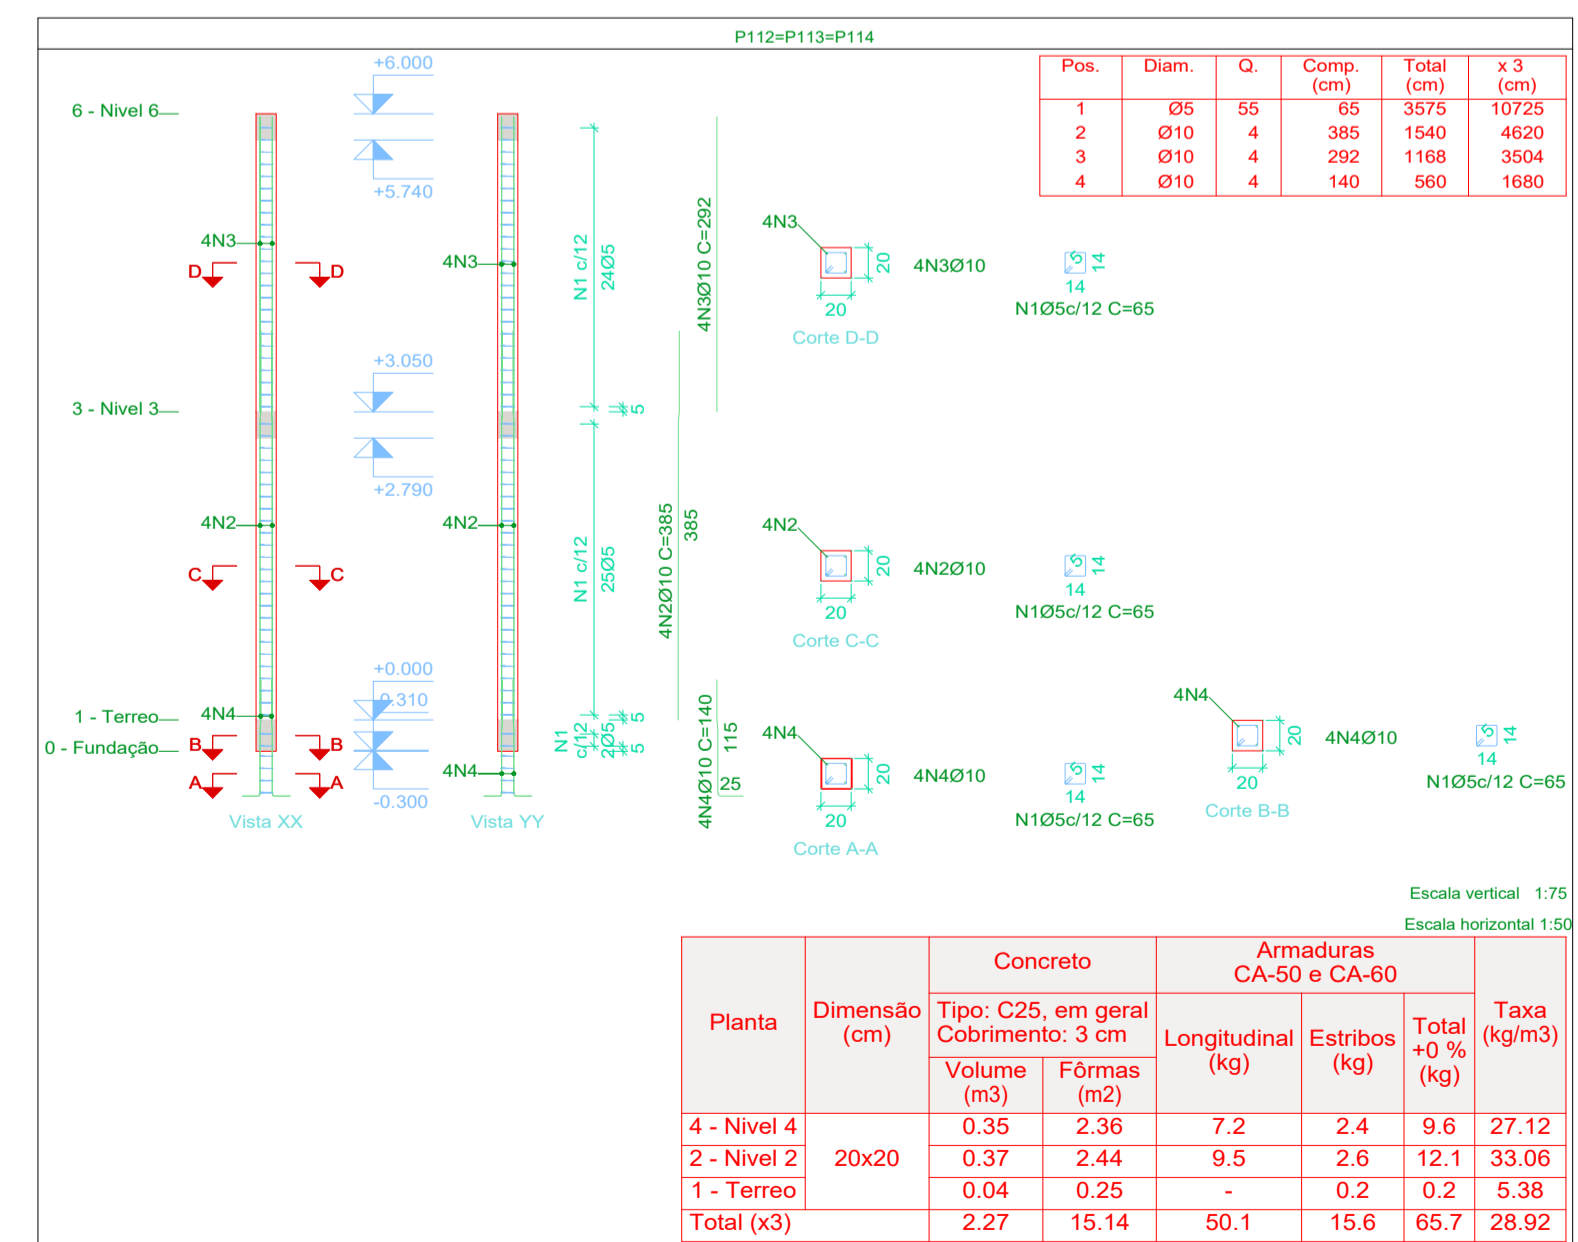 P112=P113=P114
Pos. Diam. Q. Comp. (cm) Total (cm) x 3 (cm)
1 Ø5 55 65 3575 10725
2 Ø10 4 385 1540 4620
3 Ø10 4 292 1168 3504
4 Ø10 4 140 560 1680
+6.000
6 - Nivel 6
+5.740
4N3
D D
4N3
+3.050
3 - Nivel 3
+2.790
4N2
4N2
C C
+0.000
-0.310
1 - Terreo
4N4
0 - Fundação
B B
4N4
A A
-0.300
Vista XX
Vista YY
N1 c/12
24Ø5
5
N1 c/12
25Ø5
5
N1
c/12
2Ø5
5
4N3Ø10 C=292
4N2Ø10 C=385
385
4N4Ø10 C=140
115
25
4N3
20
20
4N3Ø10
Corte D-D
5
14
14
N1Ø5c/12 C=65
4N2
20
20
4N2Ø10
Corte C-C
5
14
14
N1Ø5c/12 C=65
4N4
20
20
4N4Ø10
Corte A-A
5
14
14
N1Ø5c/12 C=65
4N4
20
20
4N4Ø10
Corte B-B
5
14
14
N1Ø5c/12 C=65
Escala vertical 1:75
Escala horizontal 1:50
Planta
Dimensão
(cm)
Concreto
Tipo: C25, em geral
Cobrimento: 3 cm
Volume
(m3)
Fôrmas
(m2)
Armaduras
CA-50 e CA-60
Longitudinal
(kg)
Estribos
(kg)
Total
+0 %
(kg)
Taxa
(kg/m3)
4 - Nivel 4 0.35 2.36 7.2 2.4 9.6 27.12
2 - Nivel 2 20x20 0.37 2.44 9.5 2.6 12.1 33.06
1 - Terreo 0.04 0.25 - 0.2 0.2 5.38
Total (x3) 2.27 15.14 50.1 15.6 65.7 28.92